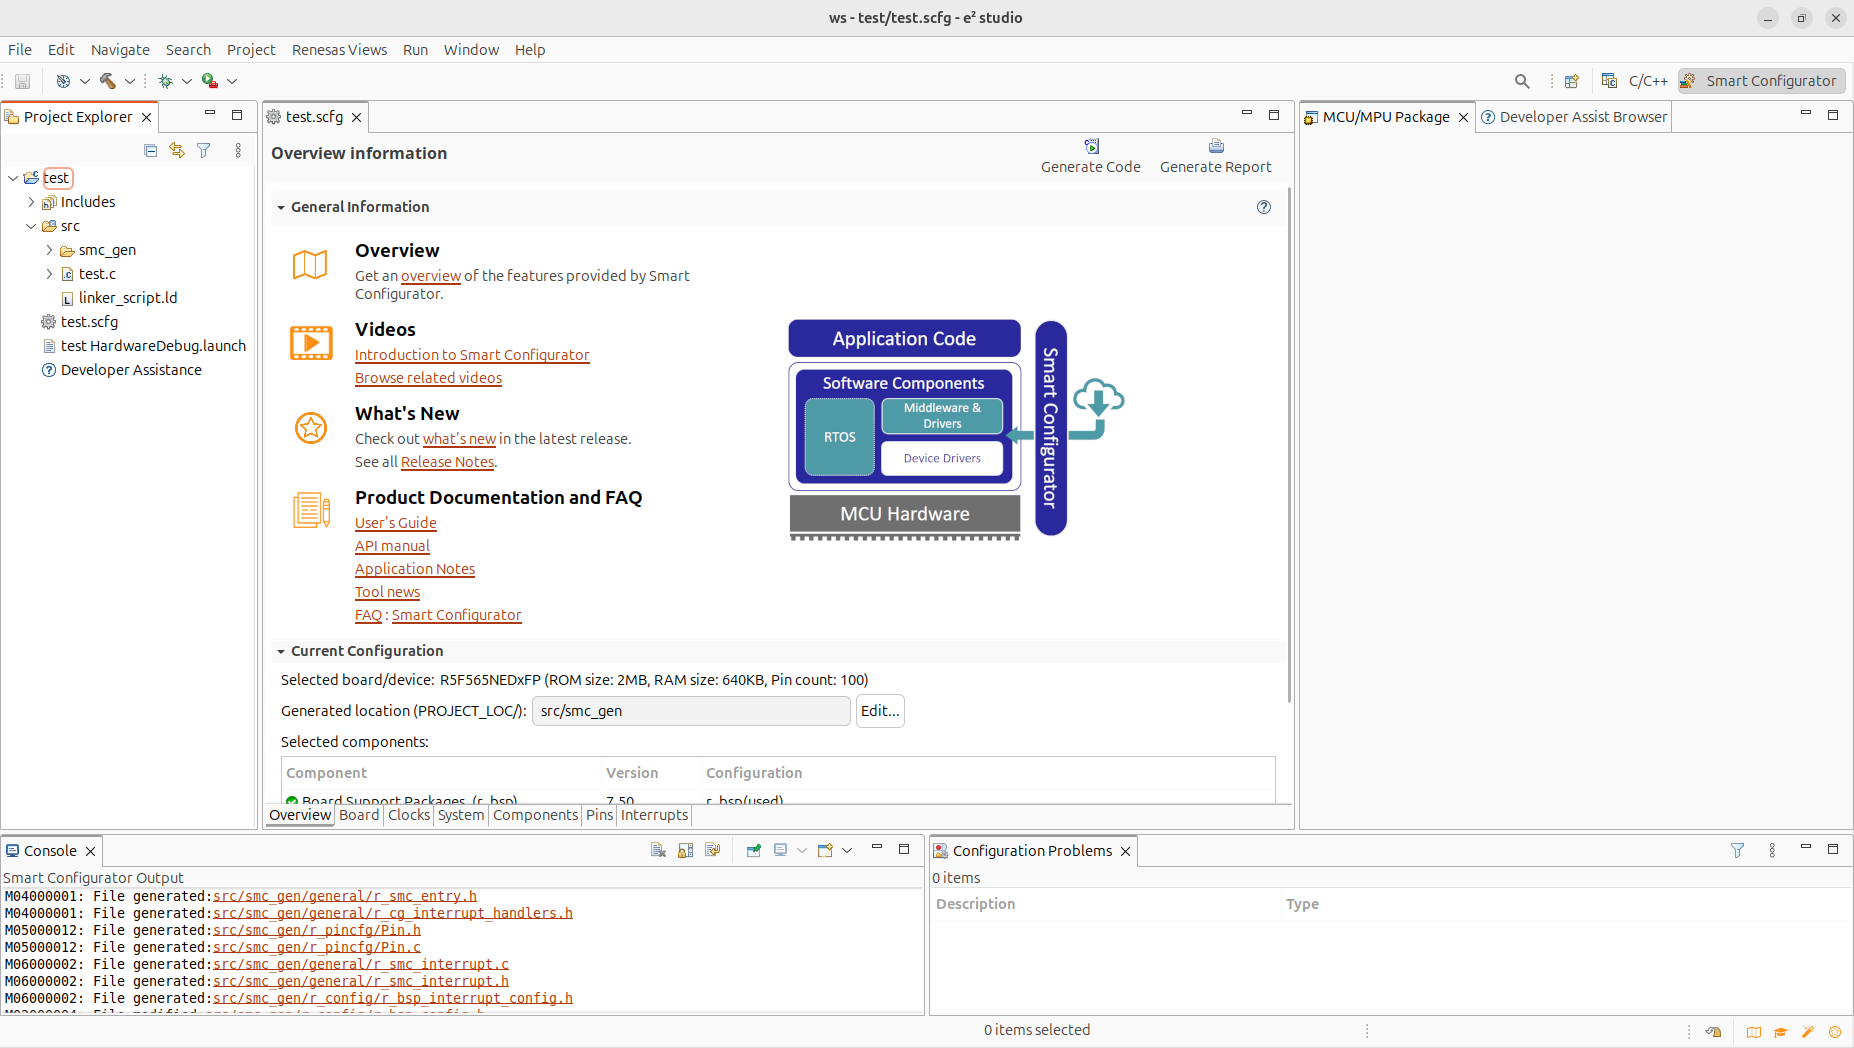 ws - test/test.scfg - e² studio
File Edit Navigate Search Project Renesas Views Run Window Help
C/C++ Smart Configurator
Project Explorer
test
Includes
src
smc_gen
test.c
linker_script.ld
test.scfg
test HardwareDebug.launch
Developer Assistance
test.scfg
Overview information
Generate Code
Generate Report
General Information
Overview
Get an overview of the features provided by Smart
Configurator.
Videos
Introduction to Smart Configurator
Browse related videos
What's New
Check out what's new in the latest release.
See all Release Notes.
Product Documentation and FAQ
User's Guide
API manual
Application Notes
Tool news
FAQ : Smart Configurator
Application Code
Software Components
RTOS
Middleware &
Drivers
Device Drivers
MCU Hardware
Smart Configurator
Current Configuration
Selected board/device: R5F565NEDxFP (ROM size: 2MB, RAM size: 640KB, Pin count: 100)
Generated location (PROJECT_LOC/): src/smc_gen Edit...
Selected components:
Component Version Configuration
Board Support Packages. (r_bsp) 7.50 r_bsp(used)
Overview Board Clocks System Components Pins Interrupts
MCU/MPU Package
Developer Assist Browser
Console
Smart Configurator Output
M04000001: File generated:src/smc_gen/general/r_smc_entry.h
M04000001: File generated:src/smc_gen/general/r_cg_interrupt_handlers.h
M05000012: File generated:src/smc_gen/r_pincfg/Pin.h
M05000012: File generated:src/smc_gen/r_pincfg/Pin.c
M06000002: File generated:src/smc_gen/general/r_smc_interrupt.c
M06000002: File generated:src/smc_gen/general/r_smc_interrupt.h
M06000002: File generated:src/smc_gen/r_config/r_bsp_interrupt_config.h
Configuration Problems
0 items
Description Type
0 items selected